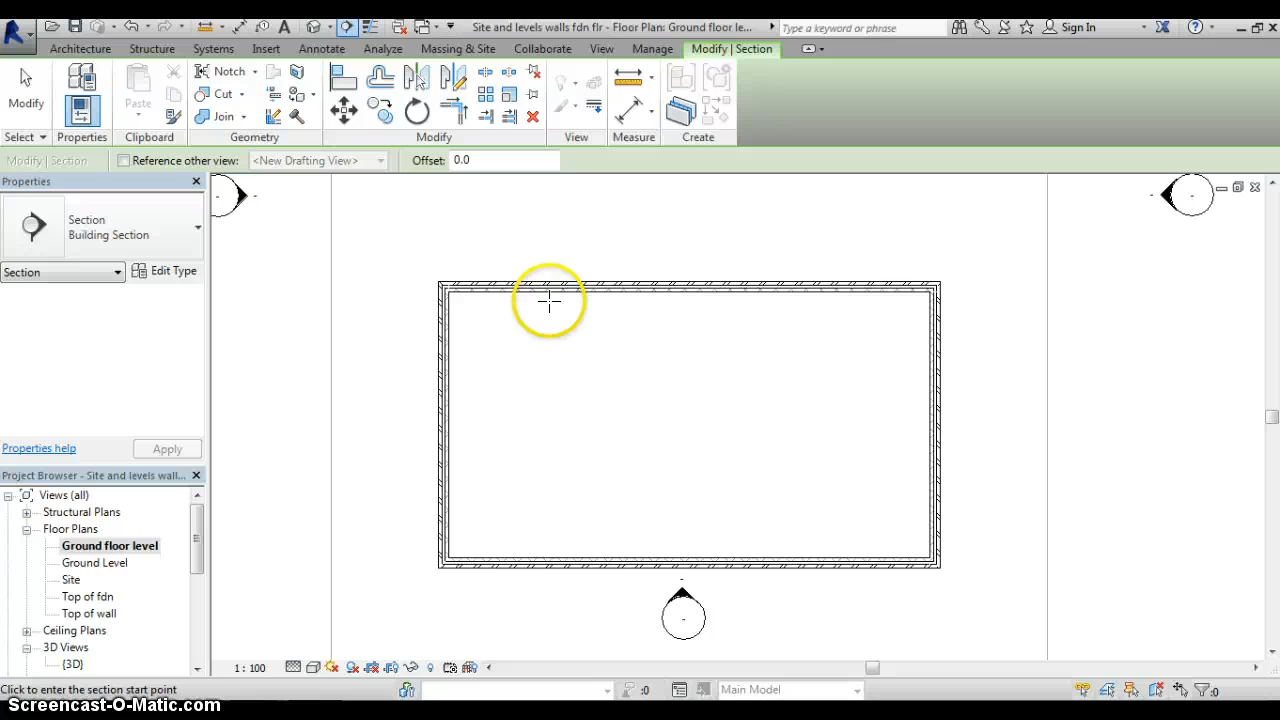 Site and levels walls fdn flr - Floor Plan: Ground floor le...
Type a keyword or phrase
Sign In
Architecture Structure Systems Insert Annotate Analyze Massing & Site Collaborate View Manage Modify | Section
Modify
Paste
Notch
Cut
Join
Select Properties Clipboard Geometry Modify View Measure Create
Modify | Section
Reference other view:
<New Drafting View>
Offset: 0.0
Properties
Section
Building Section
Section
Edit Type
Properties help
Apply
Project Browser - Site and levels wall...
Views (all)
Structural Plans
Floor Plans
Ground floor level
Ground Level
Site
Top of fdn
Top of wall
Ceiling Plans
3D Views
{3D}
1 : 100
Click to enter the section start point
:0
Main Model
:0
Screencast-O-Matic.com